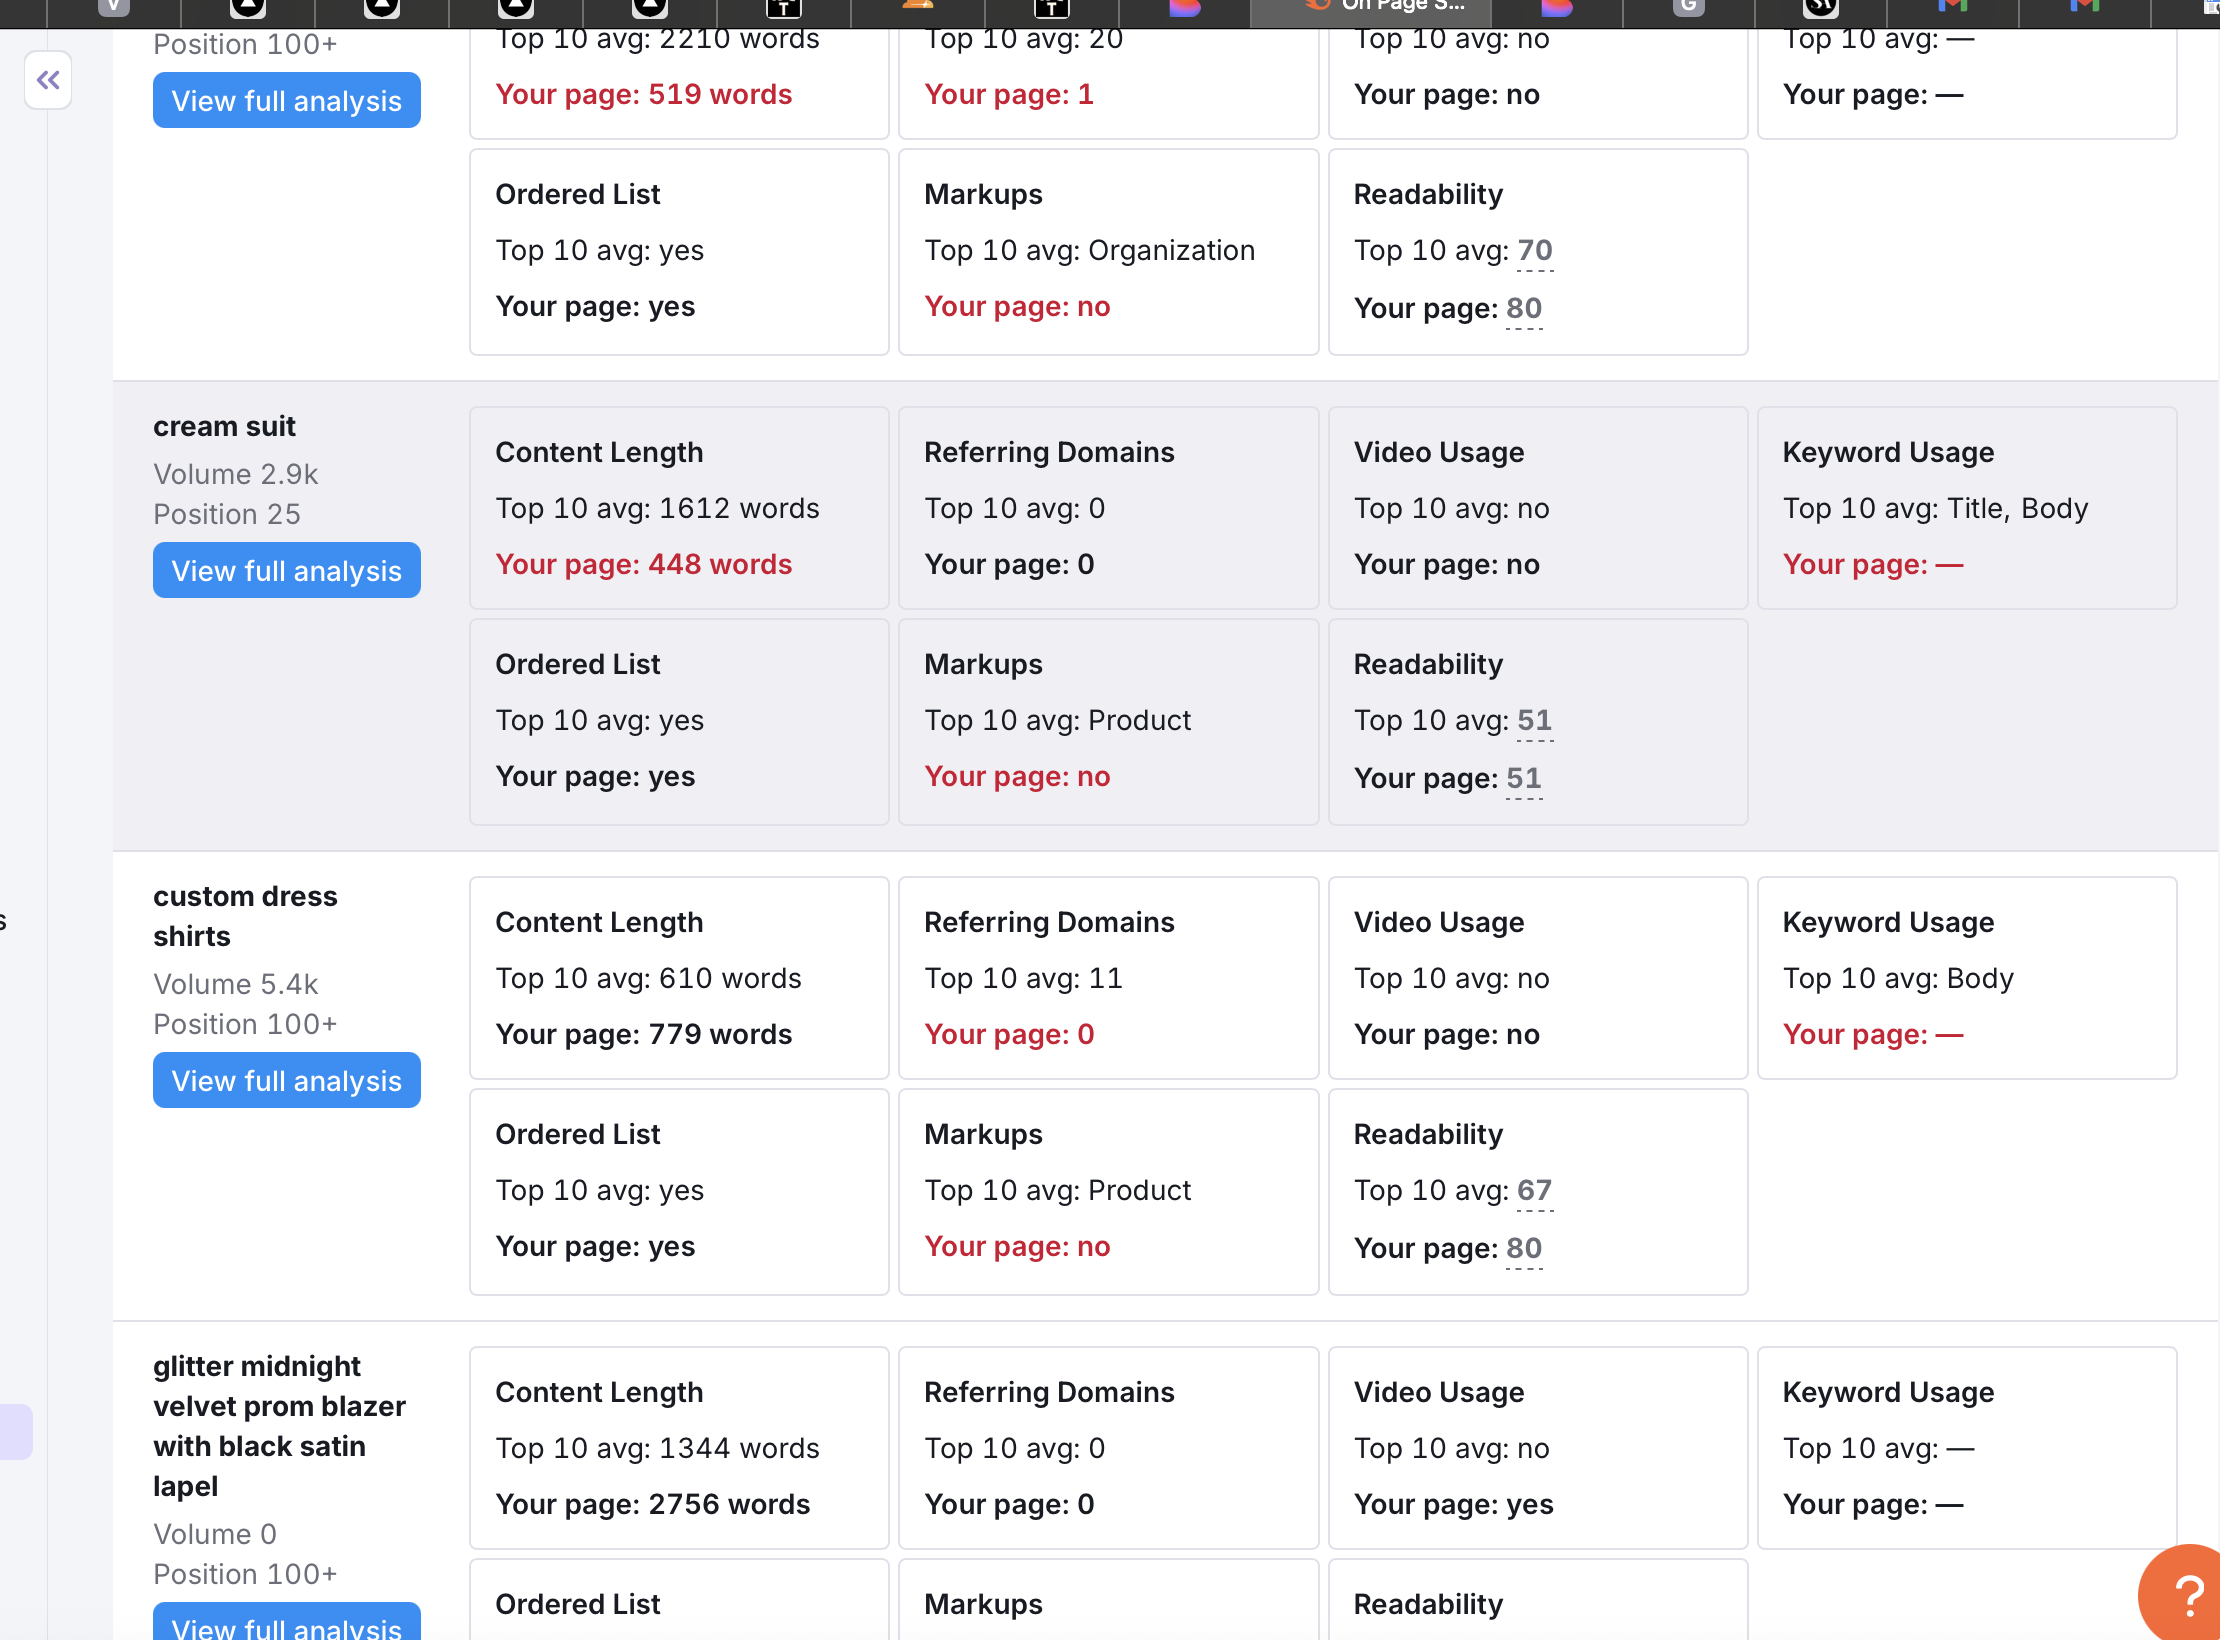 On Page S...
Position 100+
View full analysis
Top 10 avg: 2210 words
Your page: 519 words
Top 10 avg: 20
Your page: 1
Top 10 avg: no
Your page: no
Top 10 avg: —
Your page: —
Ordered List
Top 10 avg: yes
Your page: yes
Markups
Top 10 avg: Organization
Your page: no
Readability
Top 10 avg: 70
Your page: 80
cream suit
Volume 2.9k
Position 25
View full analysis
Content Length
Top 10 avg: 1612 words
Your page: 448 words
Referring Domains
Top 10 avg: 0
Your page: 0
Video Usage
Top 10 avg: no
Your page: no
Keyword Usage
Top 10 avg: Title, Body
Your page: —
Ordered List
Top 10 avg: yes
Your page: yes
Markups
Top 10 avg: Product
Your page: no
Readability
Top 10 avg: 51
Your page: 51
custom dress
shirts
Volume 5.4k
Position 100+
View full analysis
Content Length
Top 10 avg: 610 words
Your page: 779 words
Referring Domains
Top 10 avg: 11
Your page: 0
Video Usage
Top 10 avg: no
Your page: no
Keyword Usage
Top 10 avg: Body
Your page: —
Ordered List
Top 10 avg: yes
Your page: yes
Markups
Top 10 avg: Product
Your page: no
Readability
Top 10 avg: 67
Your page: 80
glitter midnight
velvet prom blazer
with black satin
lapel
Volume 0
Position 100+
View full analysis
Content Length
Top 10 avg: 1344 words
Your page: 2756 words
Referring Domains
Top 10 avg: 0
Your page: 0
Video Usage
Top 10 avg: no
Your page: yes
Keyword Usage
Top 10 avg: —
Your page: —
Ordered List
Markups
Readability
?